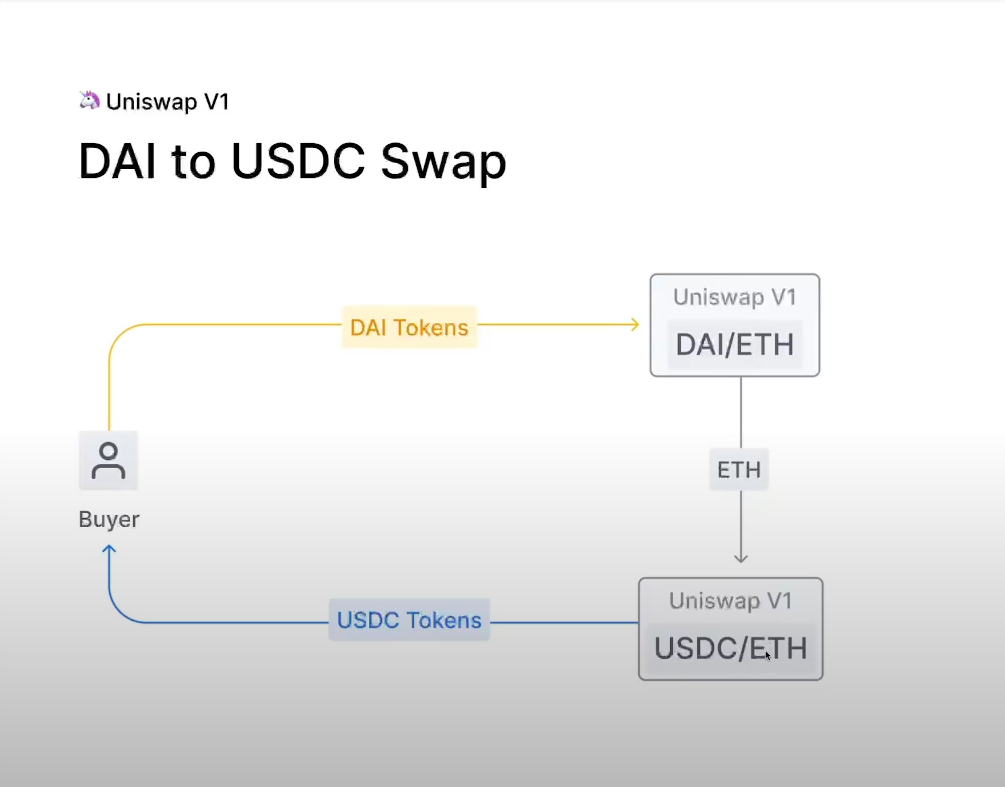 Uniswap V1
DAI to USDC Swap
Uniswap V1
DAI Tokens
DAI/ETH
ETH
Buyer
Uniswap V1
USDC Tokens
USDC/ETH